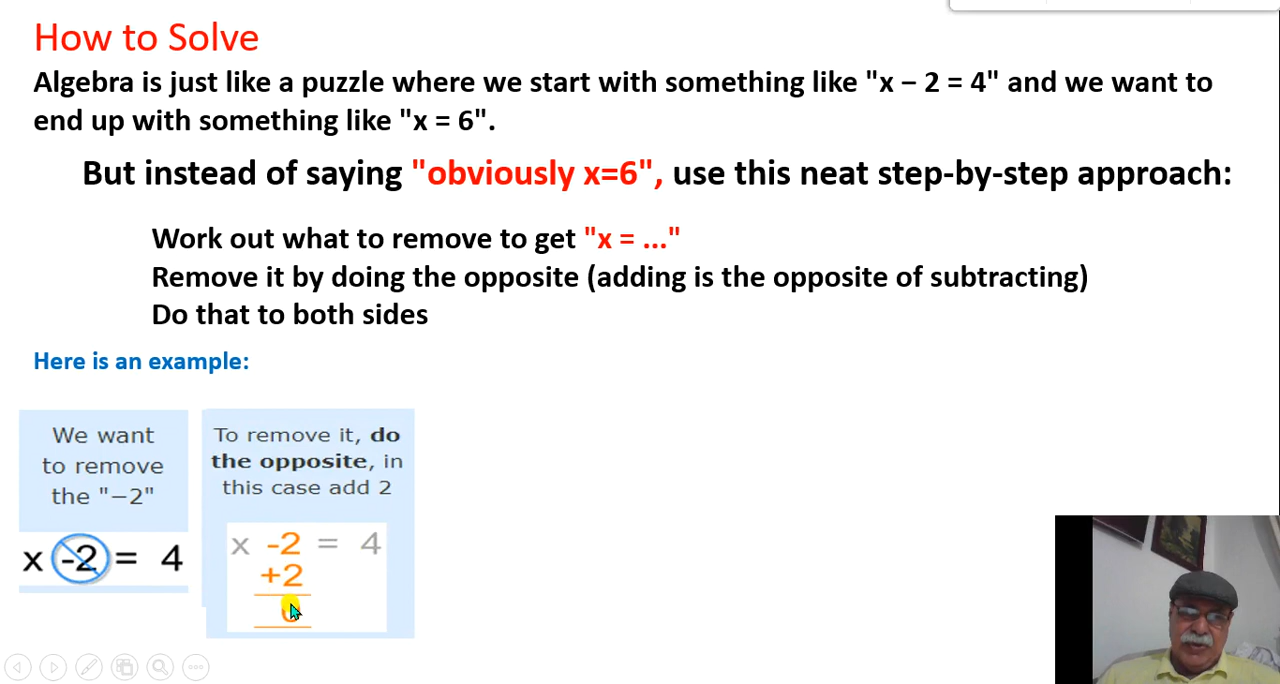 How to Solve
Algebra is just like a puzzle where we start with something like "x − 2 = 4" and we want to
end up with something like "x = 6".
But instead of saying "obviously x=6", use this neat step-by-step approach:
Work out what to remove to get "x = ..."
Remove it by doing the opposite (adding is the opposite of subtracting)
Do that to both sides
Here is an example:
We want
to remove
the "−2"
x -2 = 4
To remove it, do
the opposite, in
this case add 2
x -2 = 4
+2
0